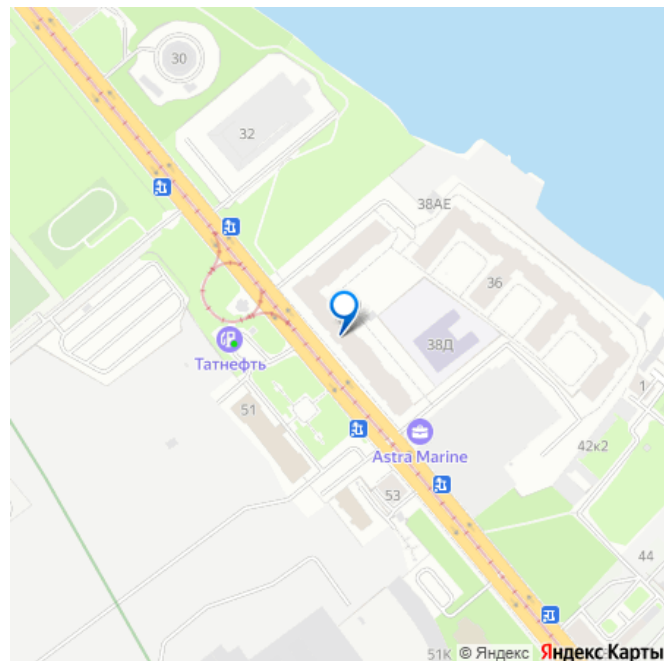 30
32
38АЕ
36
38Д
Татнефть
51
1
Astra Marine
42к2
53
44
51К
© Яндекс Яндекс Карты